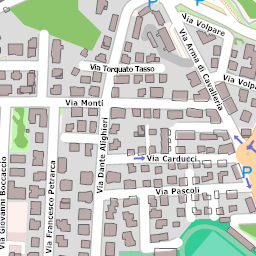 P
Via Volpare
Via Arma di Cavalleria
Via Torquato Tasso
Via Volp
Via Monti
Via Dante Alighieri
Via Carducci
P
Via Pascoli
Via Giovanni Boccaccio
Via Francesco Petrarca